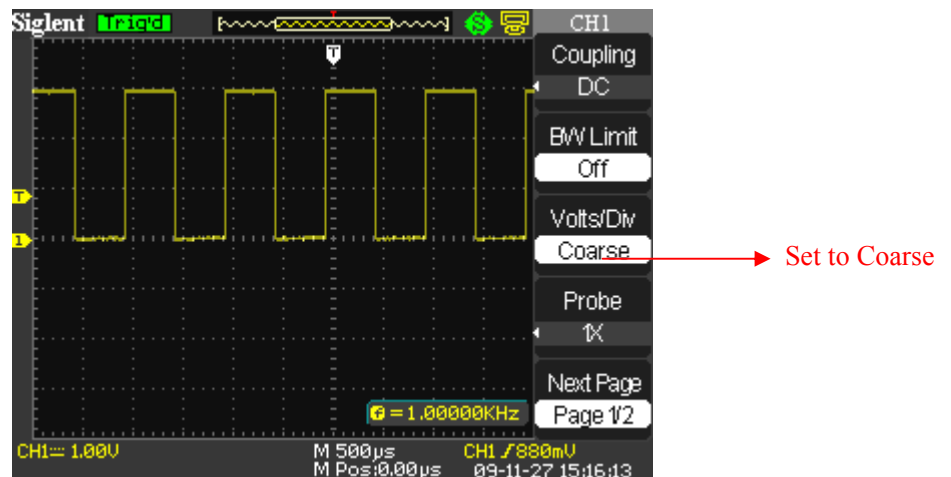 Siglent Trig'd T S CH1
Coupling
DC
BW Limit
Off
T
Volts/Div
1
Coarse
Set to Coarse
Probe
1X
Next Page
f = 1.00000KHz
Page 1/2
CH1 1.00V M 500µs CH1 880mV
M Pos:0.00µs 09-11-27 15:16:13